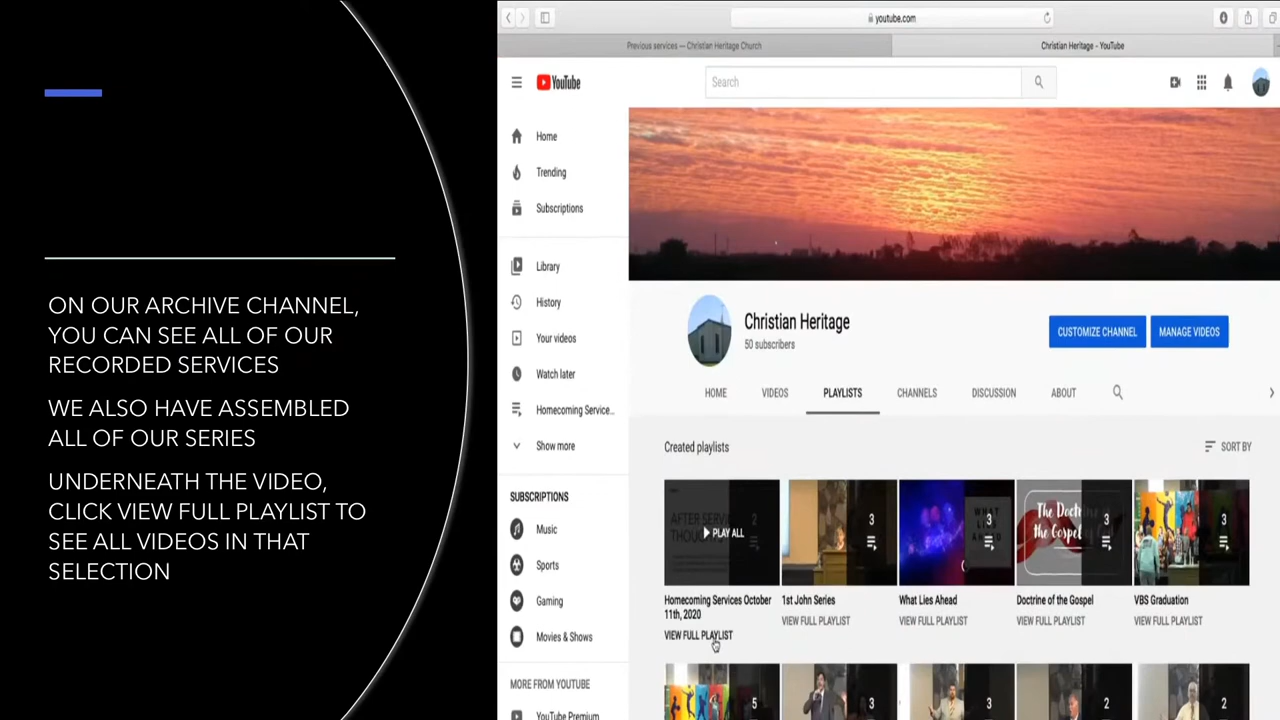 ON OUR ARCHIVE CHANNEL,
YOU CAN SEE ALL OF OUR
RECORDED SERVICES
WE ALSO HAVE ASSEMBLED
ALL OF OUR SERIES
UNDERNEATH THE VIDEO,
CLICK VIEW FULL PLAYLIST TO
SEE ALL VIDEOS IN THAT
SELECTION
youtube.com
Previous services — Christian Heritage Church
Christian Heritage - YouTube
YouTube
Search
Home
Trending
Subscriptions
Library
History
Your videos
Watch later
Homecoming Service...
Show more
SUBSCRIPTIONS
Music
Sports
Gaming
Movies & Shows
MORE FROM YOUTUBE
YouTube Premium
Christian Heritage
50 subscribers
CUSTOMIZE CHANNEL
MANAGE VIDEOS
HOME VIDEOS PLAYLISTS CHANNELS DISCUSSION ABOUT
Created playlists
SORT BY
AFTER SERVICE
THOUGHTS
2
PLAY ALL
3
WHAT LIES
AHEAD
3
The Doctrine
the Gospel
3
3
Homecoming Services October
11th, 2020
VIEW FULL PLAYLIST
1st John Series
VIEW FULL PLAYLIST
What Lies Ahead
VIEW FULL PLAYLIST
Doctrine of the Gospel
VIEW FULL PLAYLIST
VBS Graduation
VIEW FULL PLAYLIST
5
3
3
2
2